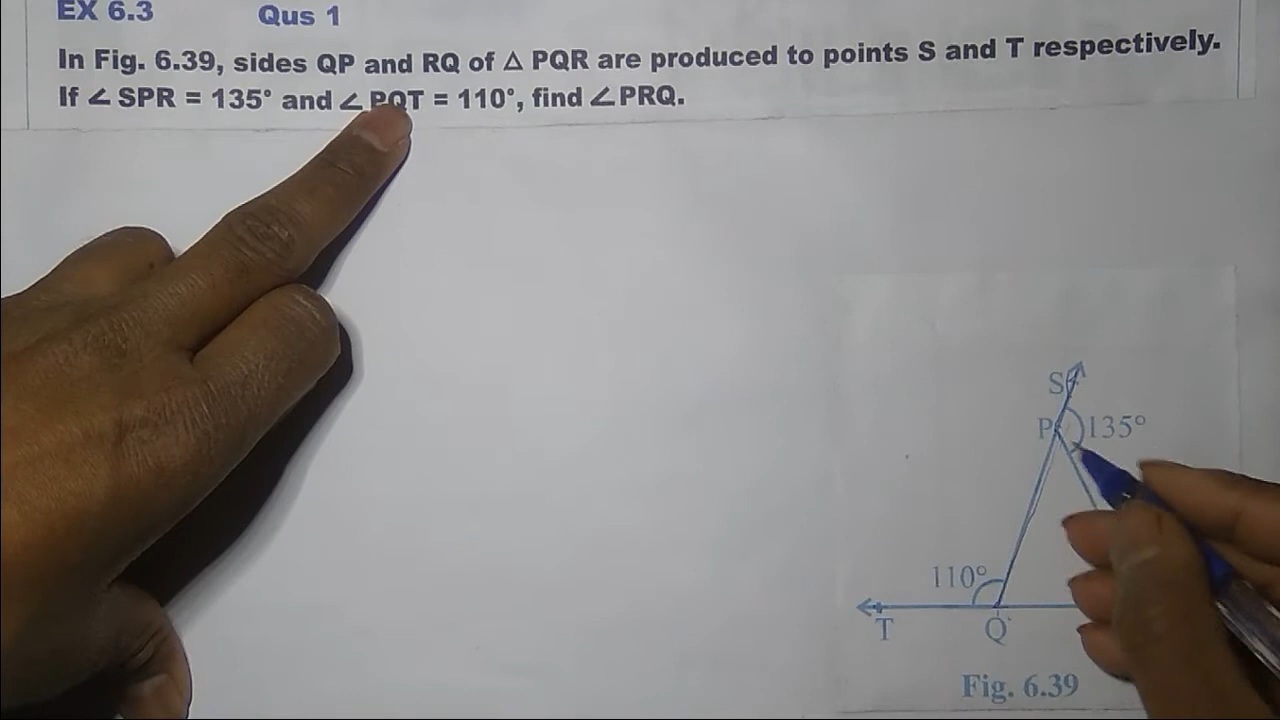 EX 6.3 Qus 1
In Fig. 6.39, sides QP and RQ of △ PQR are produced to points S and T respectively.
If ∠ SPR = 135° and ∠ PQT = 110°, find ∠PRQ.
S
P 135°
110°
T Q
Fig. 6.39